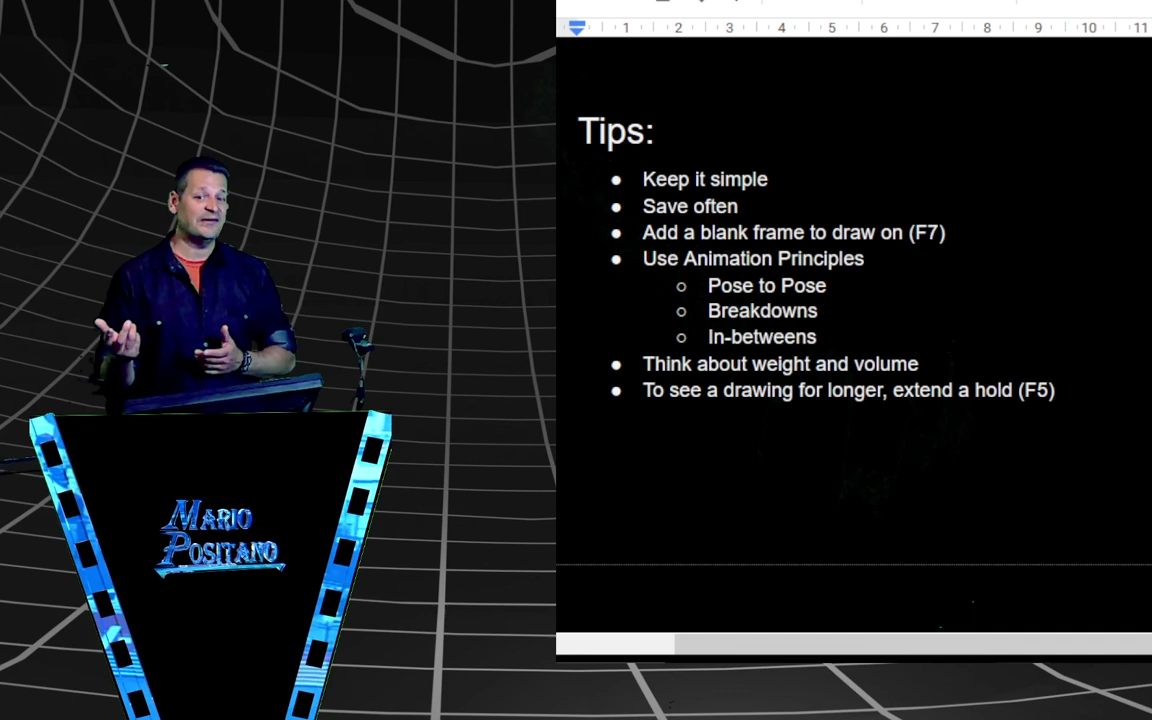 1 2 3 4 5 6 7 8 9 10 11
Tips:
● Keep it simple
● Save often
● Add a blank frame to draw on (F7)
● Use Animation Principles
○ Pose to Pose
○ Breakdowns
○ In-betweens
● Think about weight and volume
● To see a drawing for longer, extend a hold (F5)
MARIO
POSITANO